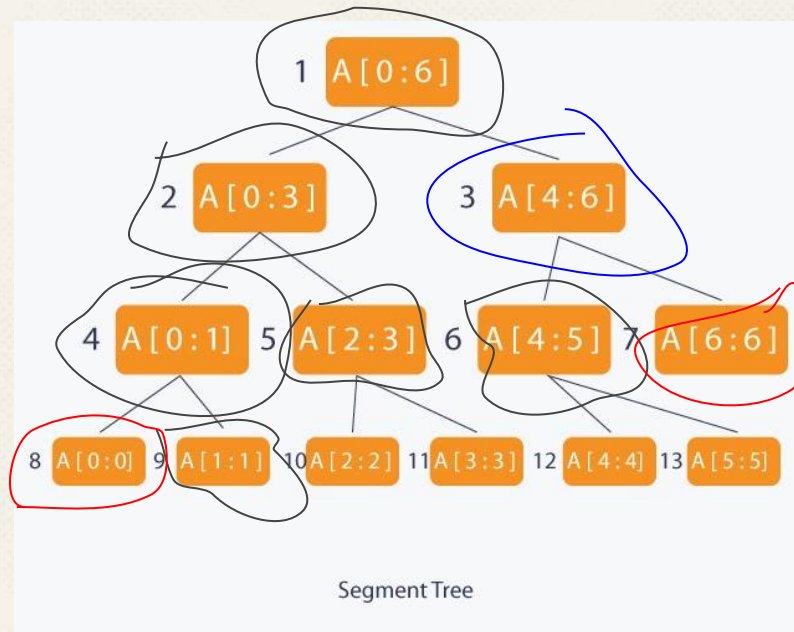 1 A[0:6]
2 A[0:3] 3 A[4:6]
4 A[0:1] 5 A[2:3] 6 A[4:5] 7 A[6:6]
8 A[0:0] 9 A[1:1] 10 A[2:2] 11 A[3:3] 12 A[4:4] 13 A[5:5]
Segment Tree